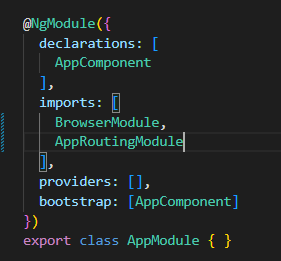 @NgModule({
  declarations: [
    AppComponent
  ],
  imports: [
    BrowserModule,
    AppRoutingModule
  ],
  providers: [],
  bootstrap: [AppComponent]
})
export class AppModule { }